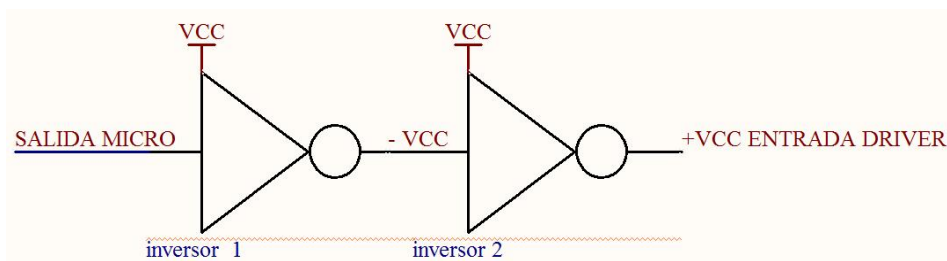 VCC VCC
SALIDA MICRO - VCC +VCC ENTRADA DRIVER
inversor 1 inversor 2